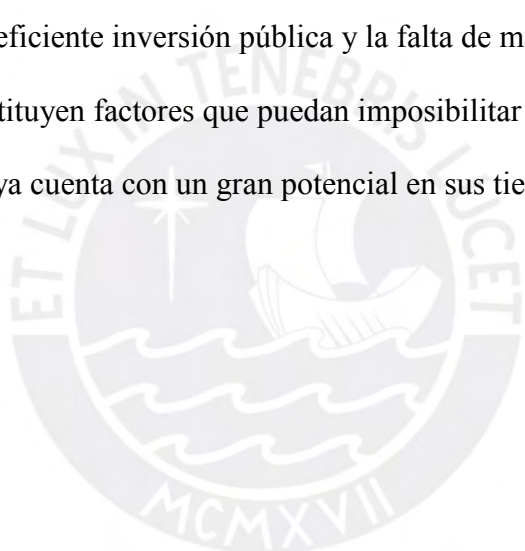 eficiente inversión pública y la falta de m
tituyen factores que puedan imposibilitar
ya cuenta con un gran potencial en sus tie
ET LUX IN TENEBRIS LUCET
MCMXVII